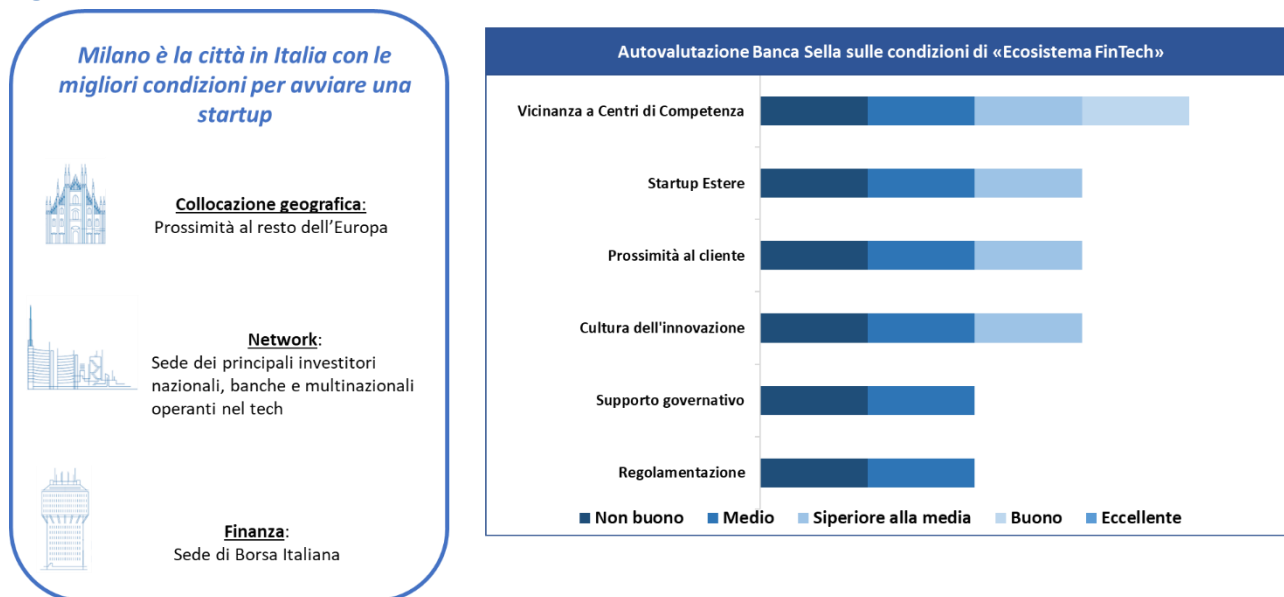 Milano è la città in Italia con le
migliori condizioni per avviare una
startup
Collocazione geografica:
Prossimità al resto dell'Europa
Network:
Sede dei principali investitori
nazionali, banche e multinazionali
operanti nel tech
Finanza:
Sede di Borsa Italiana
Autovalutazione Banca Sella sulle condizioni di «Ecosistema FinTech»
Vicinanza a Centri di Competenza
Startup Estere
Prossimità al cliente
Cultura dell'innovazione
Supporto governativo
Regolamentazione
Non buono Medio Siperiore alla media Buono Eccellente